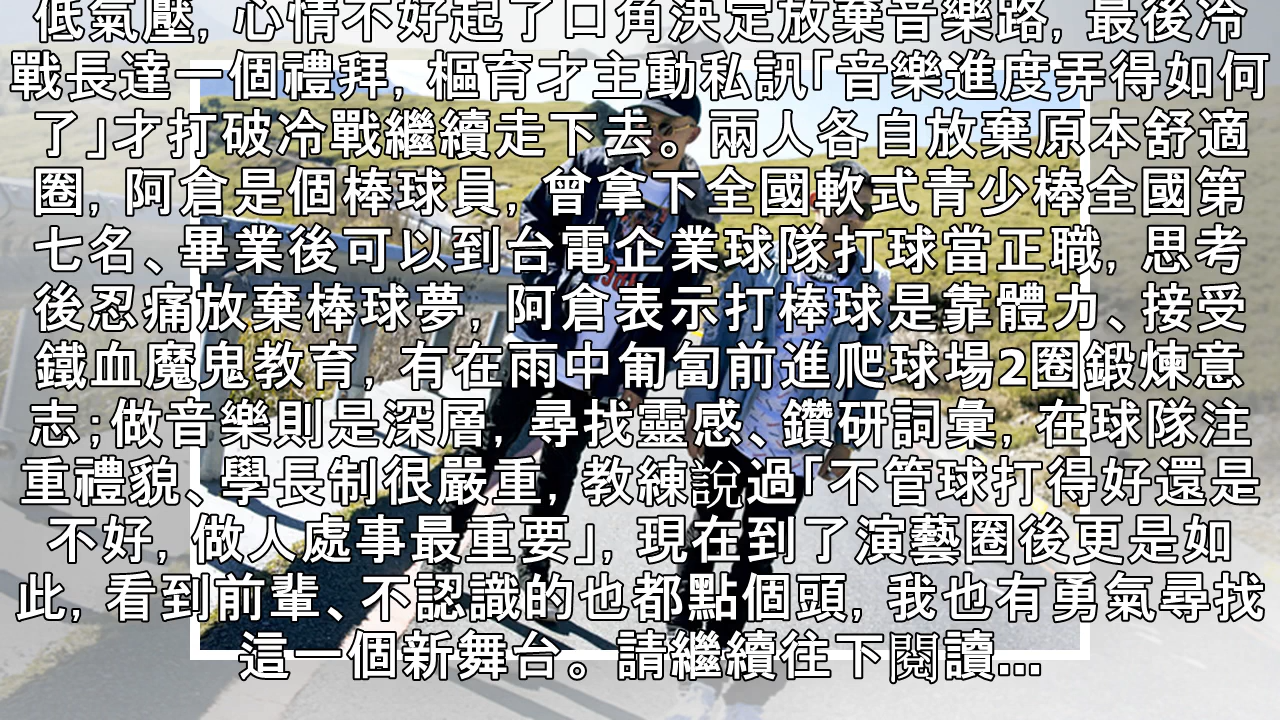 低氣壓, 心情不好起了口角決定放棄音樂路, 最後冷
戰長達一個禮拜, 樞育才主動私訊「音樂進度弄得如何
了」才打破冷戰繼續走下去。兩人各自放棄原本舒適
圈, 阿倉是個棒球員, 曾拿下全國軟式青少棒全國第
七名、畢業後可以到台電企業球隊打球當正職, 思考
後忍痛放棄棒球夢, 阿倉表示打棒球是靠體力、接受
鐵血魔鬼教育, 有在雨中匍匐前進爬球場2圈鍛煉意
志;做音樂則是深層, 尋找靈感、鑽研詞彙, 在球隊注
重禮貌、學長制很嚴重, 教練說過「不管球打得好還是
不好, 做人處事最重要」, 現在到了演藝圈後更是如
此, 看到前輩、不認識的也都點個頭, 我也有勇氣尋找
這一個新舞台。請繼續往下閱讀...